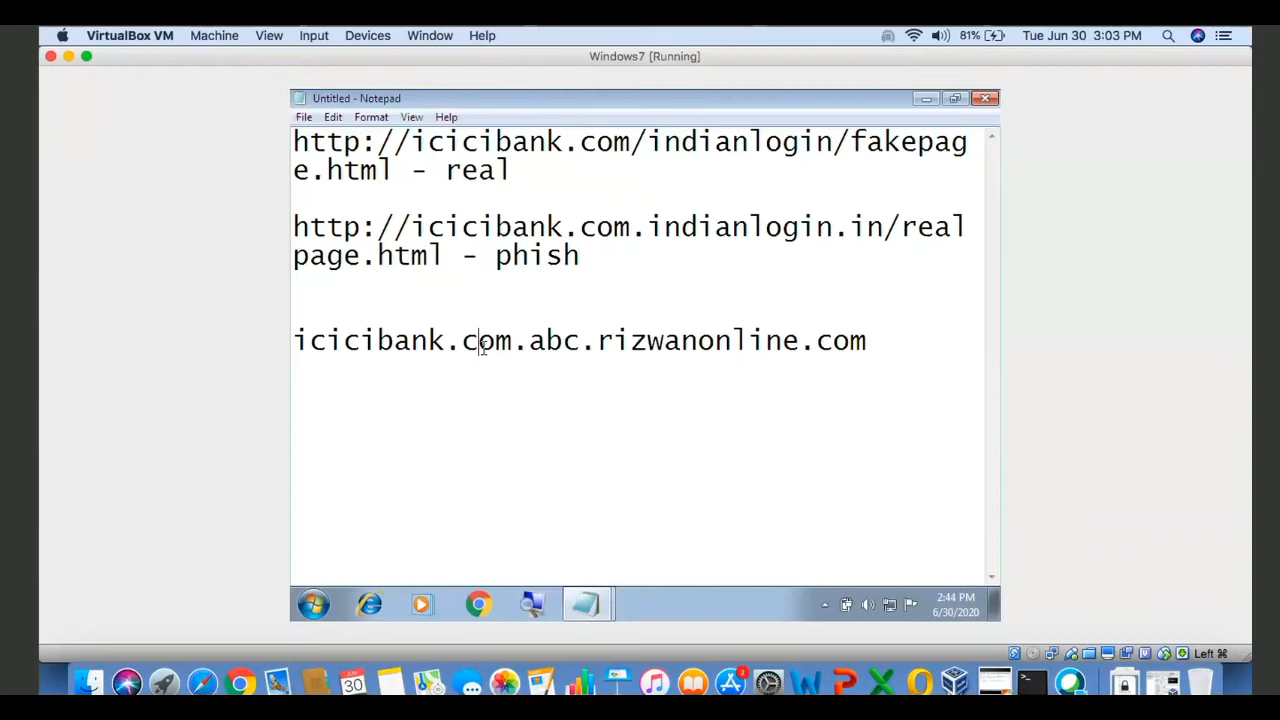 VirtualBox VM Machine View Input Devices Window Help 81% Tue Jun 30 3:03 PM
Windows7 [Running]
Untitled - Notepad
File Edit Format View Help
http://icicibank.com/indianlogin/fakepag
e.html - real
http://icicibank.com.indianlogin.in/real
page.html - phish
icicibank.com.abc.rizwanonline.com
2:44 PM
6/30/2020
Left ⌘
30